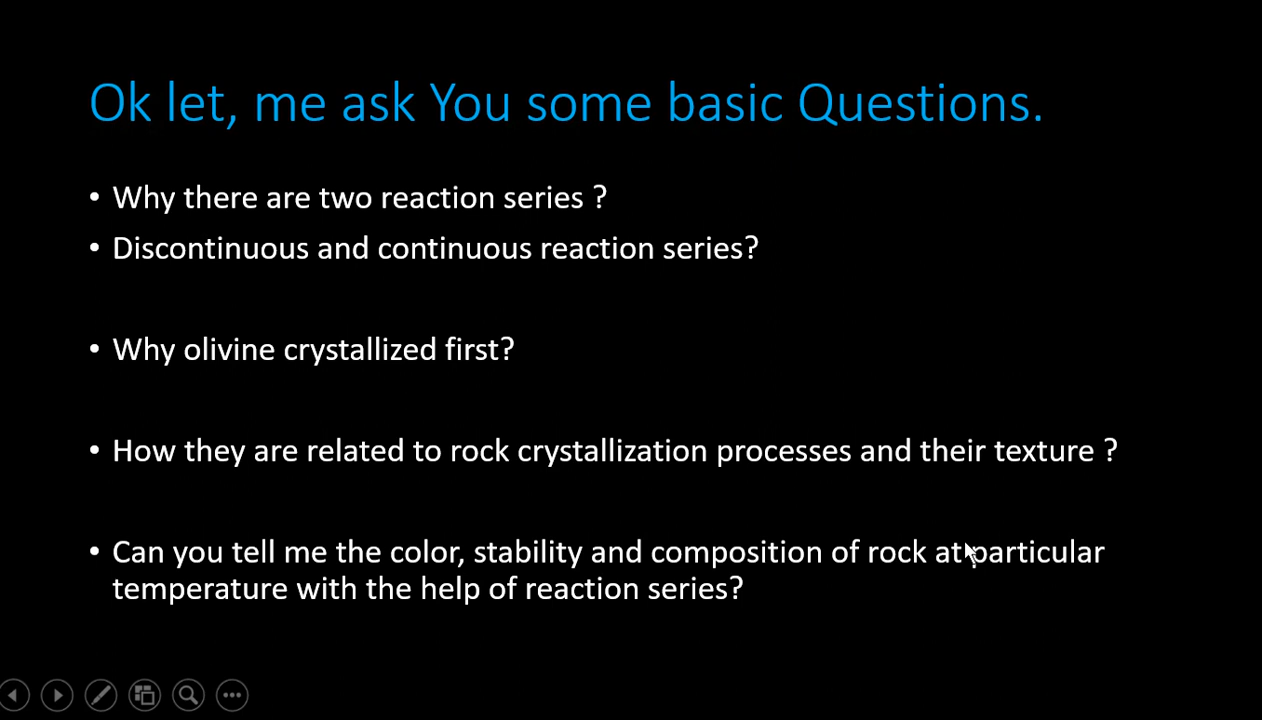 Ok let, me ask You some basic Questions.
• Why there are two reaction series ?
• Discontinuous and continuous reaction series?
• Why olivine crystallized first?
• How they are related to rock crystallization processes and their texture ?
• Can you tell me the color, stability and composition of rock at particular
temperature with the help of reaction series?